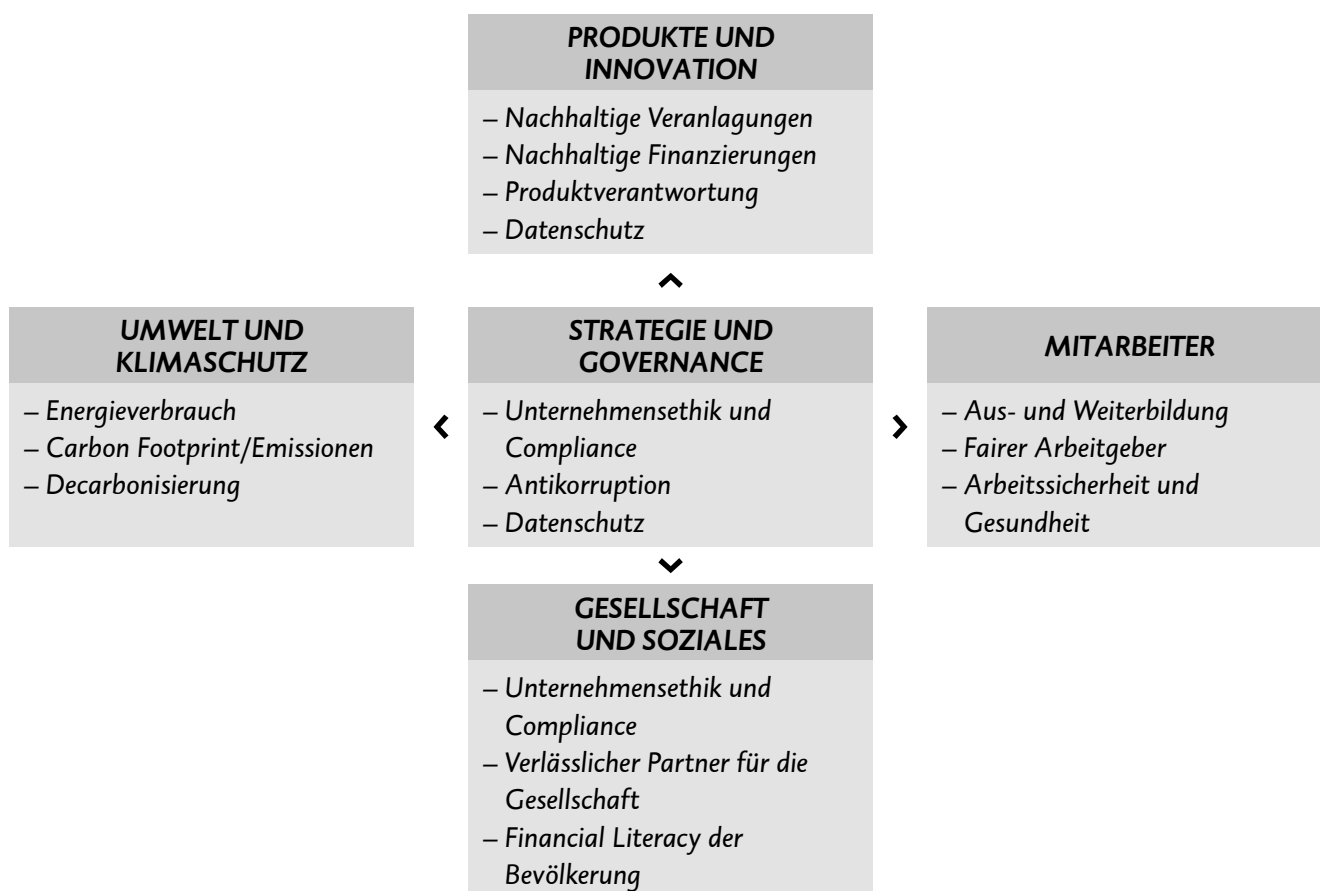 PRODUKTE UND
INNOVATION
– Nachhaltige Veranlagungen
– Nachhaltige Finanzierungen
– Produktverantwortung
– Datenschutz
UMWELT UND
KLIMASCHUTZ
– Energieverbrauch
– Carbon Footprint/Emissionen
– Decarbonisierung
STRATEGIE UND
GOVERNANCE
– Unternehmensethik und
Compliance
– Antikorruption
– Datenschutz
MITARBEITER
– Aus- und Weiterbildung
– Fairer Arbeitgeber
– Arbeitssicherheit und
Gesundheit
GESELLSCHAFT
UND SOZIALES
– Unternehmensethik und
Compliance
– Verlässlicher Partner für die
Gesellschaft
– Financial Literacy der
Bevölkerung